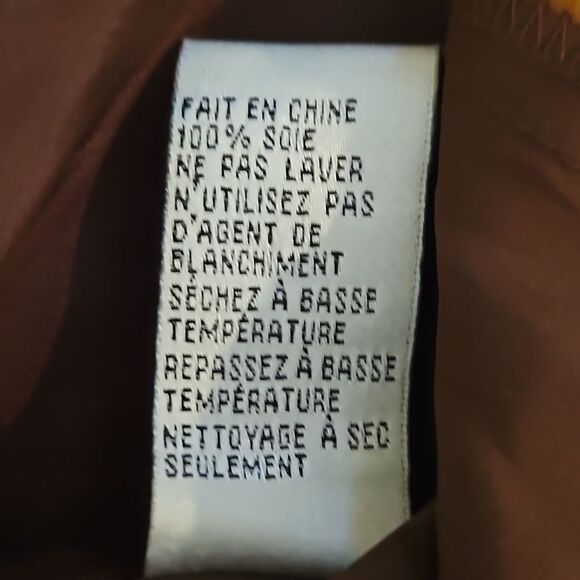 FAIT EN CHINE
100% SOIE
NE PAS LAVER
N'UTILISEZ PAS
D'AGENT DE
BLANCHIMENT
SÉCHEZ À BASSE
TEMPÉRATURE
REPASSEZ À BASSE
TEMPÉRATURE
NETTOYAGE À SEC
SEULEMENT